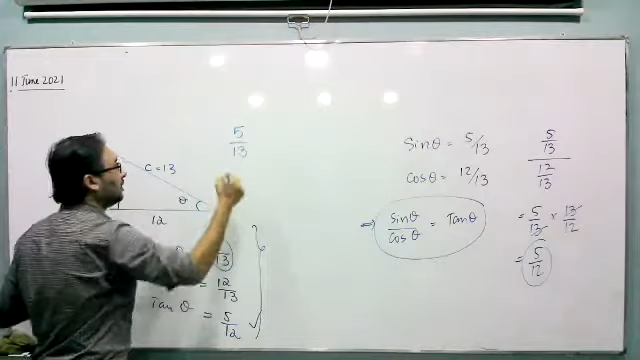 11 June 2021
C = 13
θ
12
5/13
13
= 12/13
Tan θ = 5/12 ✓
Sinθ = 5/13
cosθ = 12/13
⇒ sinθ/cosθ = Tanθ
5/13
12/13
= 5/13 × 13/12
= 5/12